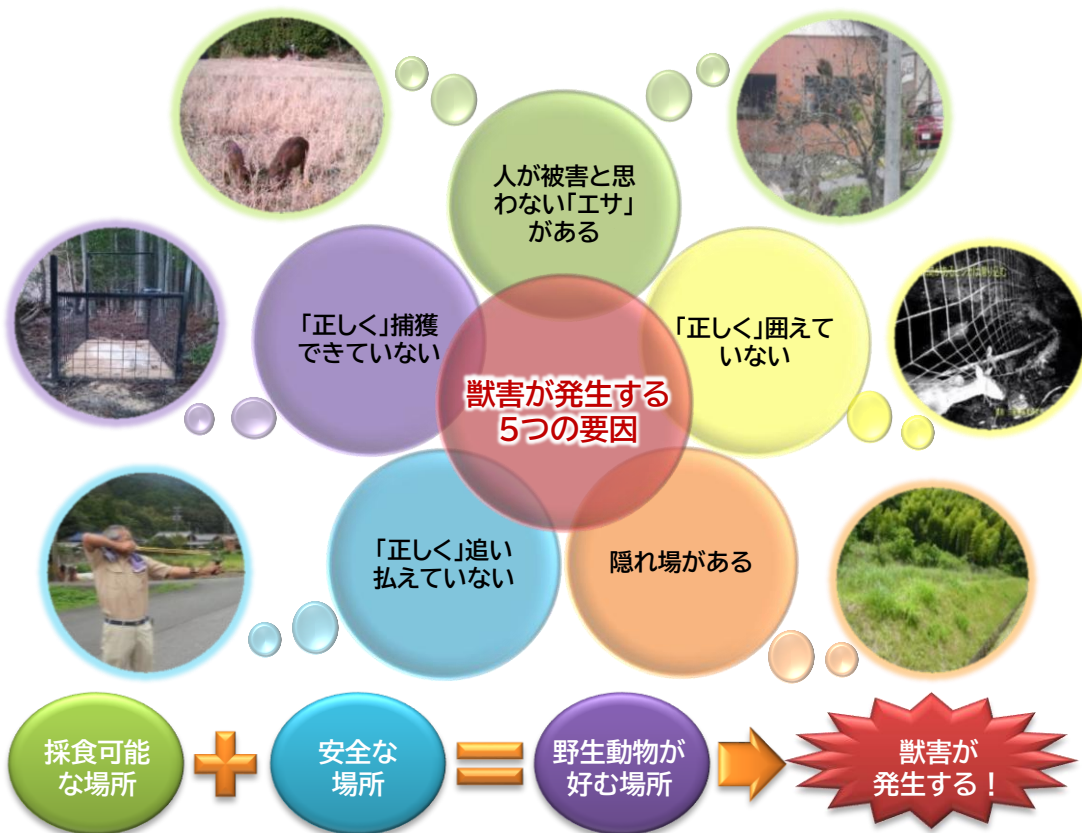 人が被害と思
わない「エサ」
がある
「正しく」捕獲
できていない
「正しく」囲えて
いない
獣害が発生する
5つの要因
「正しく」追い
払えていない
隠れ場がある
採食可能
な場所
安全な
場所
野生動物が
好む場所
獣害が
発生する!